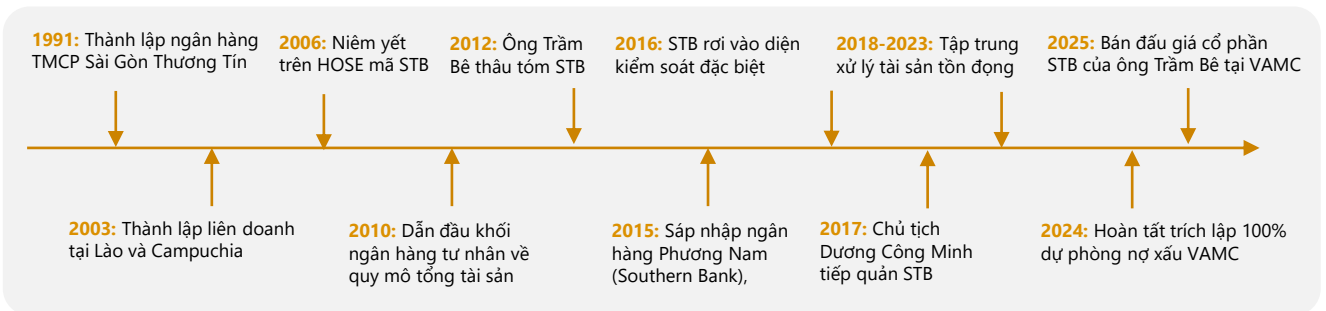 1991: Thành lập ngân hàng
TMCP Sài Gòn Thương Tín
2006: Niêm yết
trên HOSE mã STB
2012: Ông Trầm
Bê thâu tóm STB
2016: STB rơi vào diện
kiểm soát đặc biệt
2018-2023: Tập trung
xử lý tài sản tồn đọng
2025: Bán đấu giá cổ phần
STB của ông Trầm Bê tại VAMC
2003: Thành lập liên doanh
tại Lào và Campuchia
2010: Dẫn đầu khối
ngân hàng tư nhân về
quy mô tổng tài sản
2015: Sáp nhập ngân
hàng Phương Nam
(Southern Bank),
2017: Chủ tịch
Dương Công Minh
tiếp quản STB
2024: Hoàn tất trích lập 100%
dự phòng nợ xấu VAMC